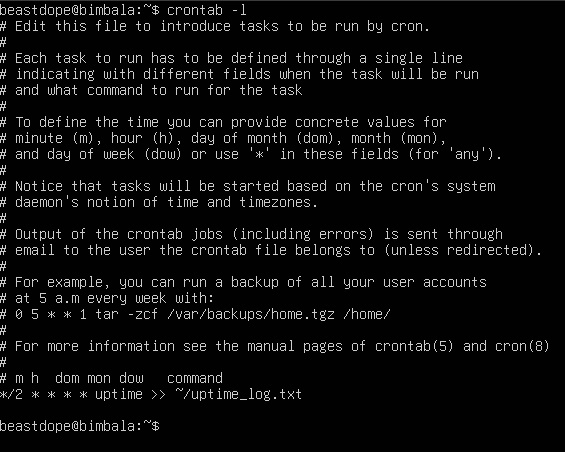 beastdope@bimbala:~$ crontab -l
# Edit this file to introduce tasks to be run by cron.
#
# Each task to run has to be defined through a single line
# indicating with different fields when the task will be run
# and what command to run for the task
#
# To define the time you can provide concrete values for
# minute (m), hour (h), day of month (dom), month (mon),
# and day of week (dow) or use '*' in these fields (for 'any').
#
# Notice that tasks will be started based on the cron's system
# daemon's notion of time and timezones.
#
# Output of the crontab jobs (including errors) is sent through
# email to the user the crontab file belongs to (unless redirected).
#
# For example, you can run a backup of all your user accounts
# at 5 a.m every week with:
# 0 5 * * 1 tar -zcf /var/backups/home.tgz /home/
#
# For more information see the manual pages of crontab(5) and cron(8)
#
# m h  dom mon dow   command
*/2 * * * * uptime >> ~/uptime_log.txt

beastdope@bimbala:~$